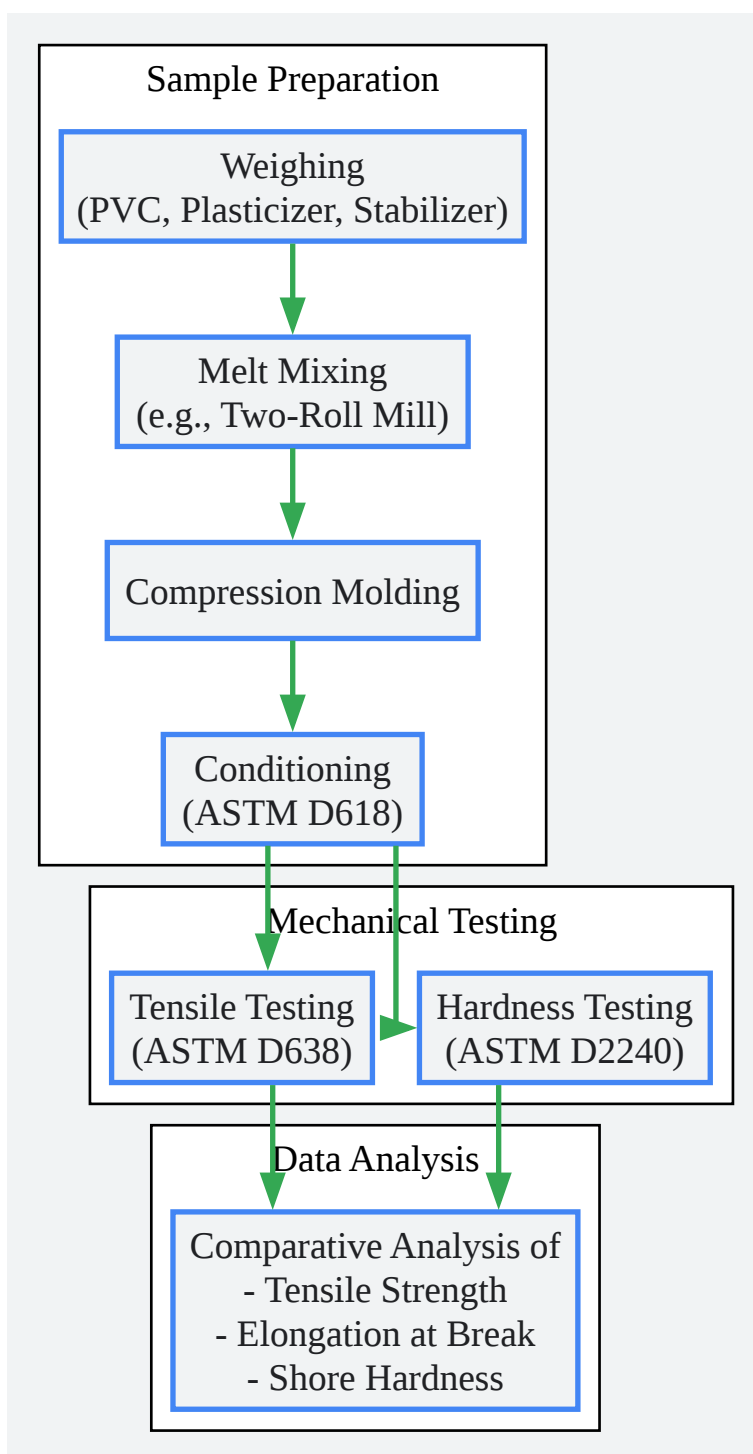 Sample Preparation
Weighing
(PVC, Plasticizer, Stabilizer)
Melt Mixing
(e.g., Two-Roll Mill)
Compression Molding
Conditioning
(ASTM D618)
Mechanical Testing
Tensile Testing
(ASTM D638)
Hardness Testing
(ASTM D2240)
Data Analysis
Comparative Analysis of
- Tensile Strength
- Elongation at Break
- Shore Hardness